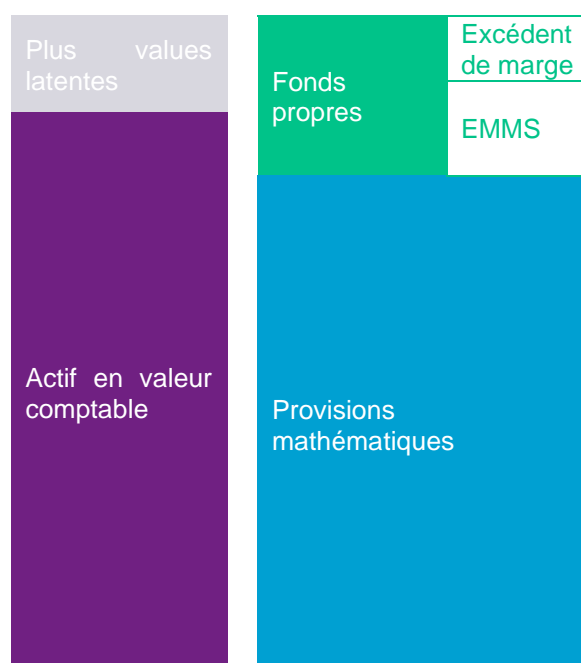 Plus values
latentes
Actif en valeur
comptable
Fonds
propres
Excédent
de marge
EMMS
Provisions
mathématiques